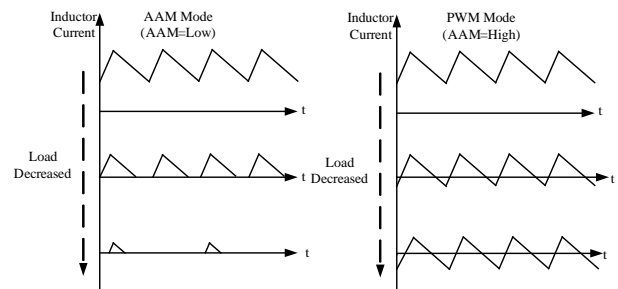 Inductor
Current
AAM Mode
(AAM=Low)
t
Load
Decreased
t
t
Inductor
Current
PWM Mode
(AAM=High)
t
Load
Decreased
t
t